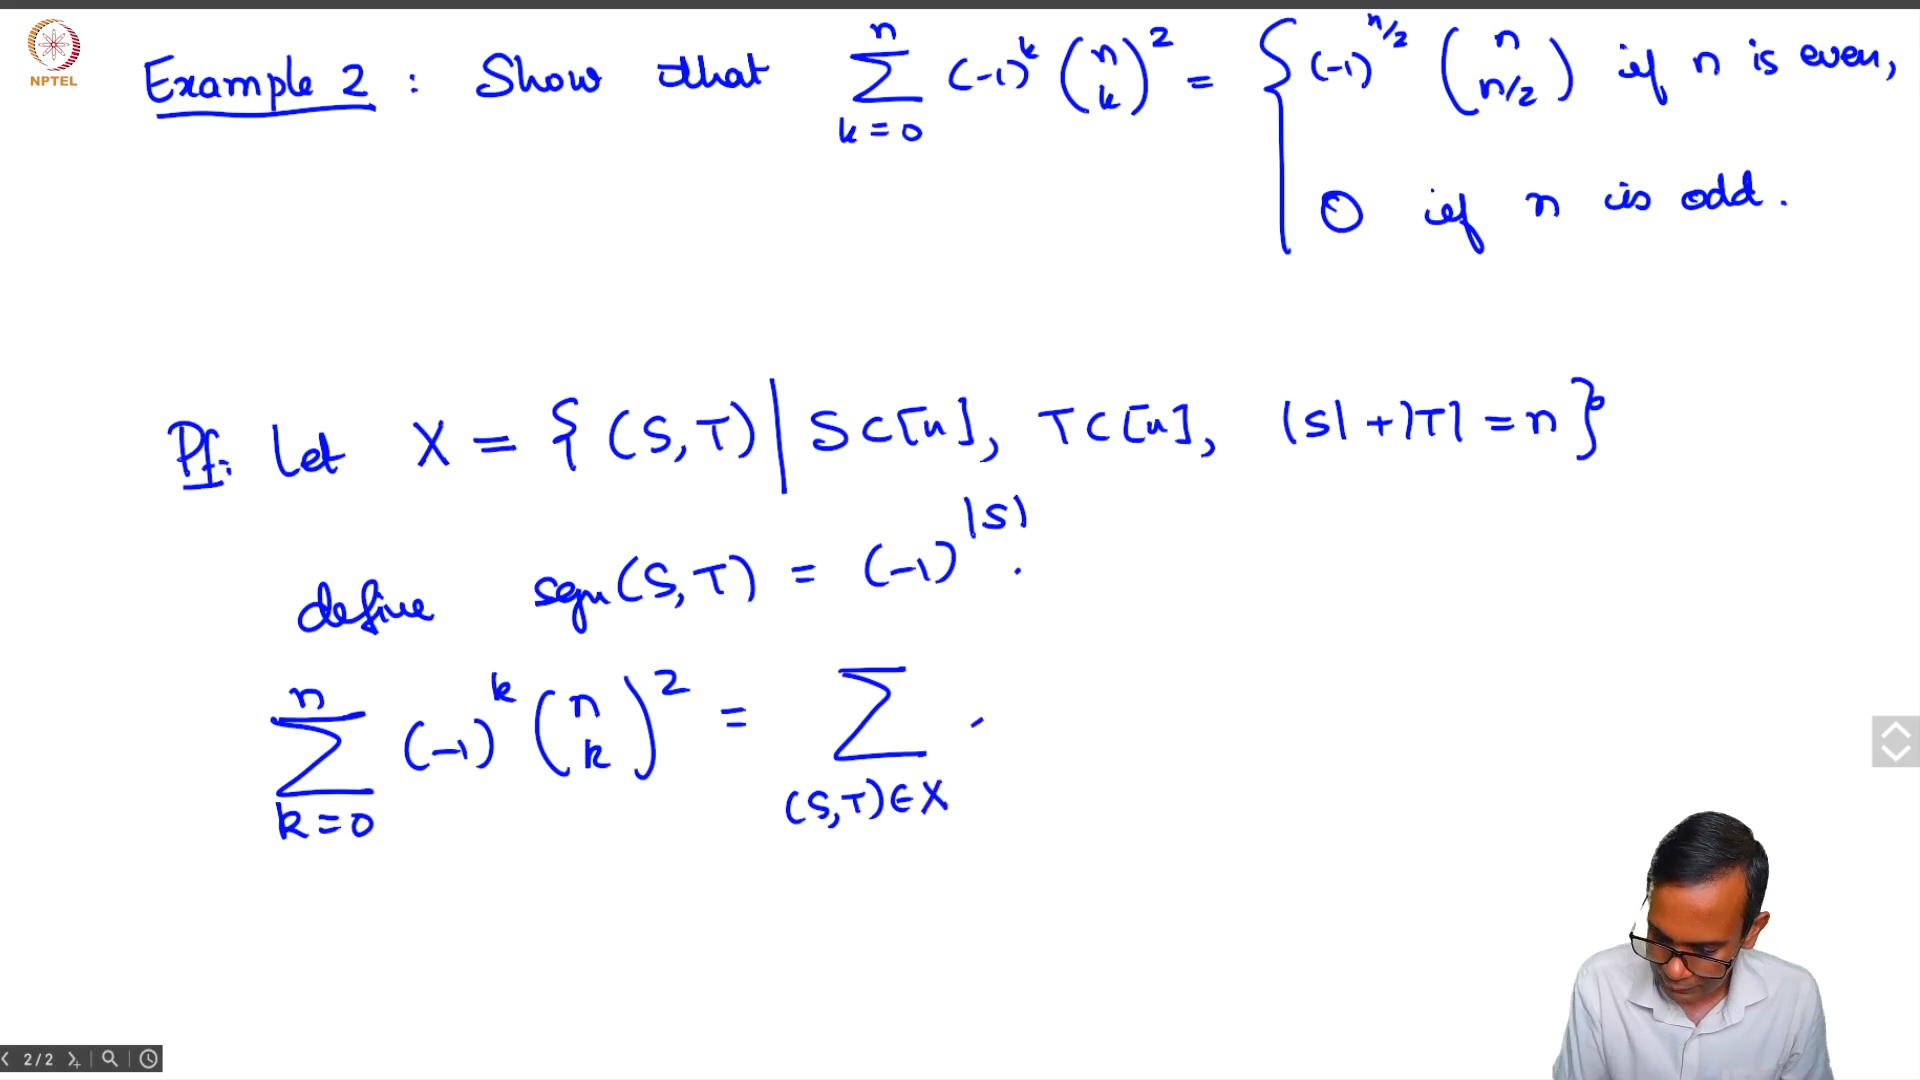 NPTEL
Example 2 : Show that ∑_{k=0}^{n} (-1)^k (n k)^2 = { (-1)^{n/2} (n n/2) if n is even,
0 if n is odd.
Pf: Let X = { (S,T) | S⊂[n], T⊂[n], |S|+|T|=n }
define sgn(S,T) = (-1)^{|S|}.
∑_{k=0}^{n} (-1)^k (n k)^2 = ∑_{(S,T)∈X}
2/2